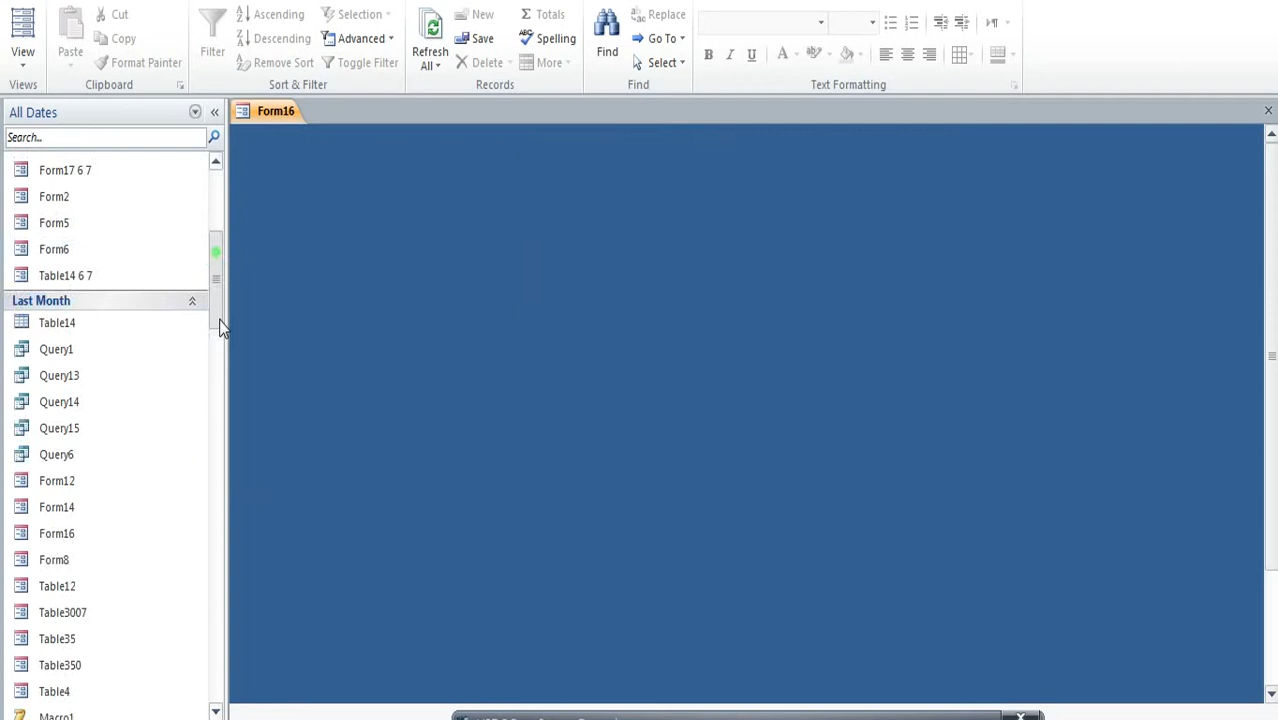 View
Views
Paste
Cut
Copy
Format Painter
Clipboard
Filter
Ascending
Descending
Remove Sort
Selection
Advanced
Toggle Filter
Sort & Filter
Refresh
All
New
Save
Delete
Totals
Spelling
More
Records
Find
Replace
Go To
Select
Find
B I U
A
ab
Text Formatting
All Dates
Search...
Form17 6 7
Form2
Form5
Form6
Table14 6 7
Last Month
Table14
Query1
Query13
Query14
Query15
Query6
Form12
Form14
Form16
Form8
Table12
Table3007
Table35
Table350
Table4
Macro1
Form16